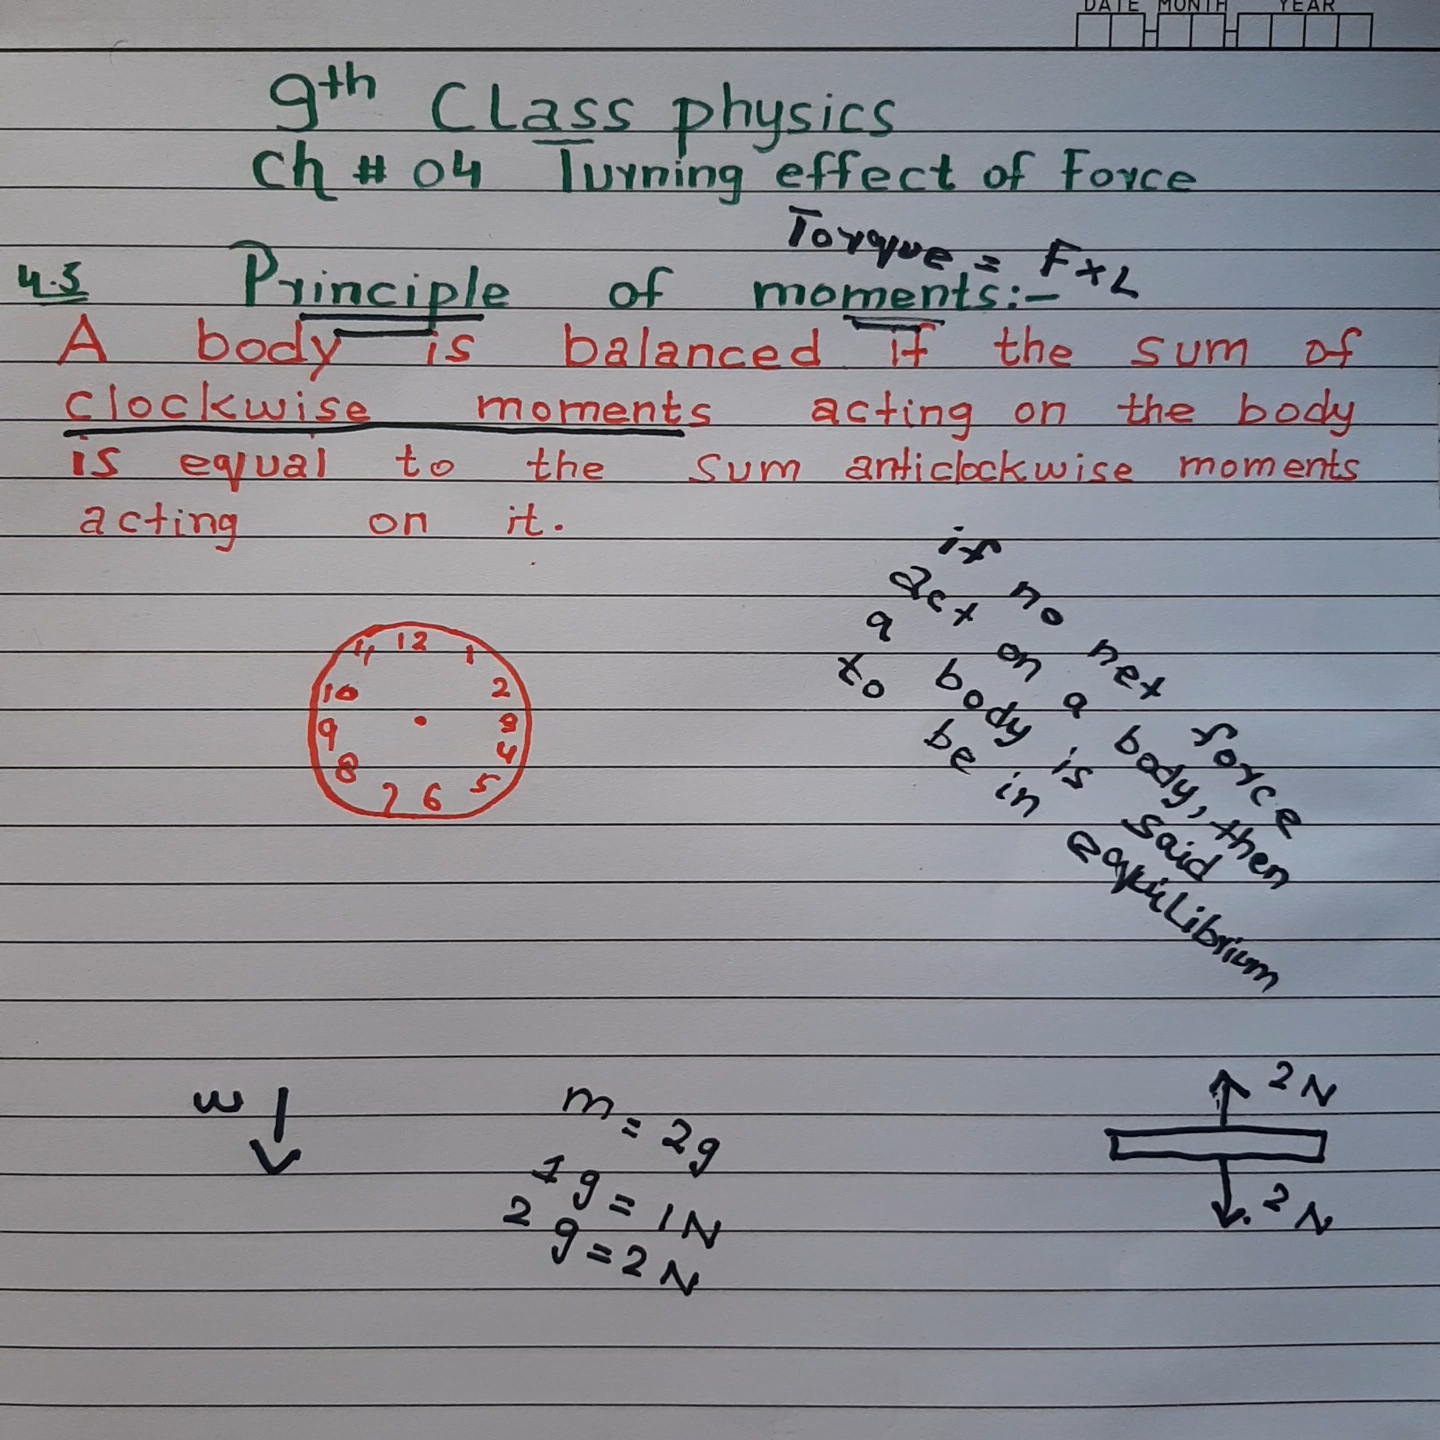 DATE MONTH YEAR
9th Class physics
Ch # 04 Turning effect of Force
Torque = F×L
4.5 Principle of moments:-
A body is balanced if the sum of
clockwise moments acting on the body
is equal to the sum anticlockwise moments
acting on it.
if no net force
act on a body, then
a body is said
to be in equilibrium
11 12 1
10 2
9 3
8 4
7 6 5
w
m = 2g
1g = 1N
2g = 2N
2N
2N